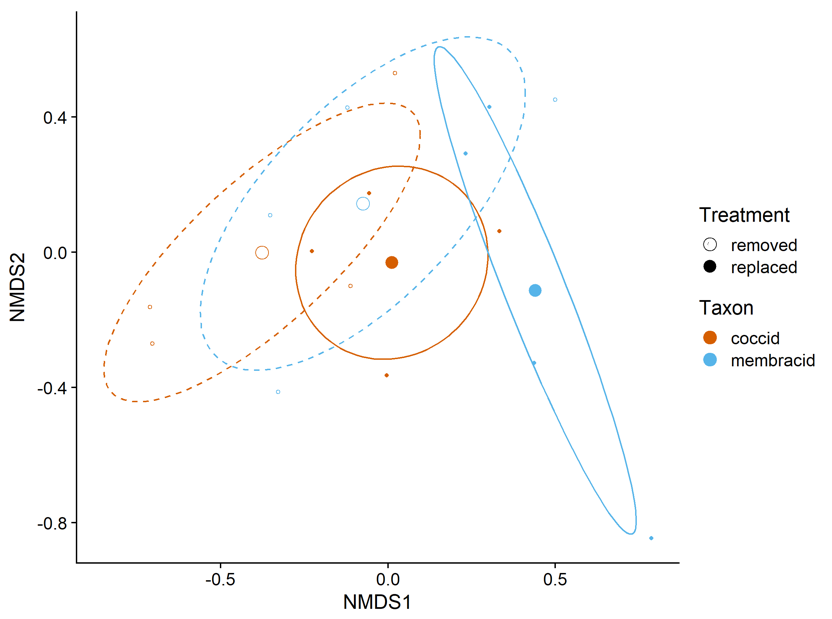 NMDS2
0.4
0.0
-0.4
-0.8
-0.5
0.0
0.5
NMDS1
Treatment
removed
replaced
Taxon
coccid
membracid